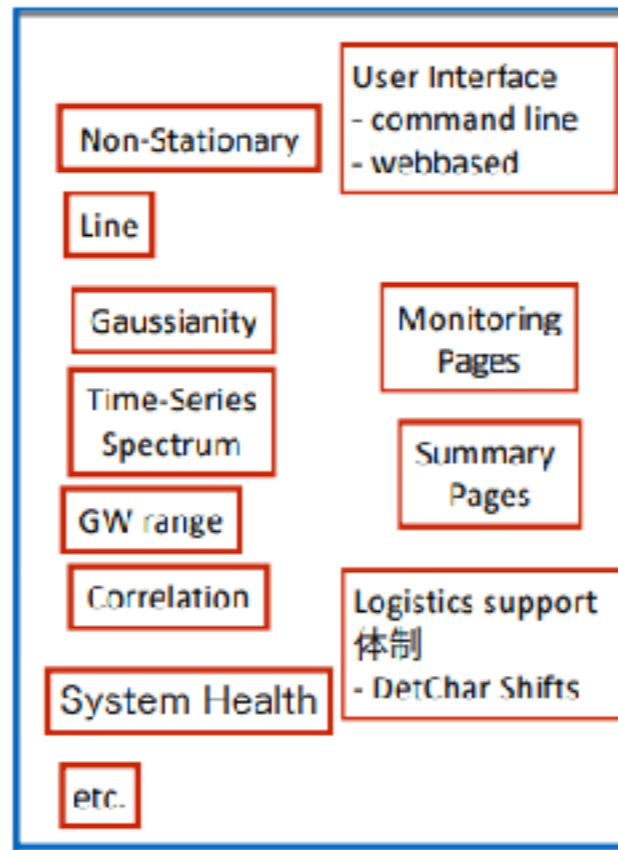 Non-Stationary
Line
Gaussianity
Time-Series
Spectrum
GW range
Correlation
System Health
etc.
User Interface
- command line
- webbased
Monitoring
Pages
Summary
Pages
Logistics support
体制
- DetChar Shifts